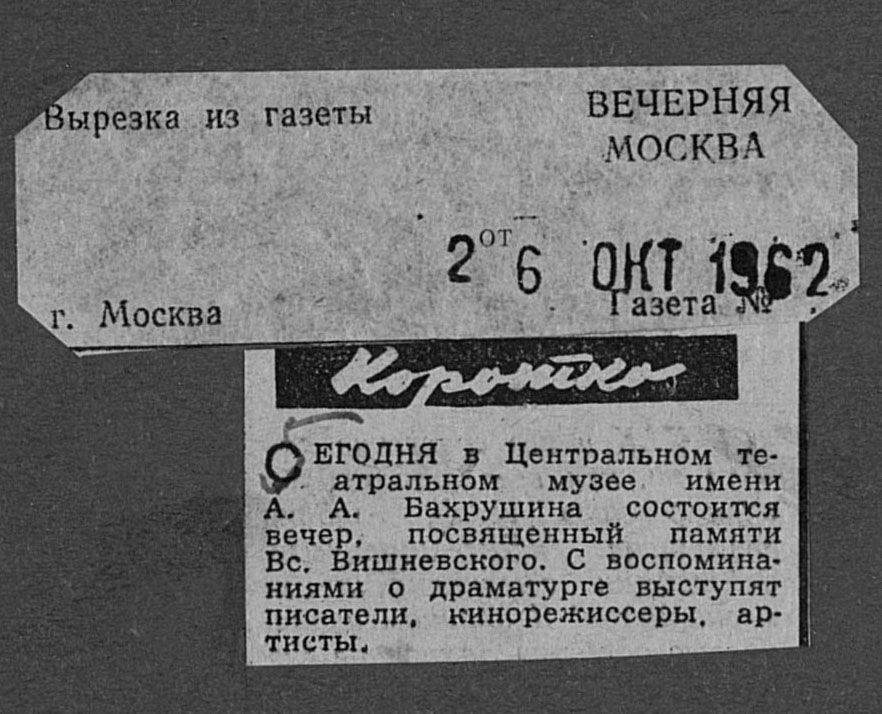 Вырезка из газеты
ВЕЧЕРНЯЯ
МОСКВА
от
26 ОКТ 1962
г. Москва
Газета №
Коротко
СЕГОДНЯ в Центральном те-
атральном музее имени
А. А. Бахрушина состоится
вечер, посвященный памяти
Вс. Вишневского. С воспомина-
ниями о драматурге выступят
писатели, кинорежиссеры, ар-
тисты.